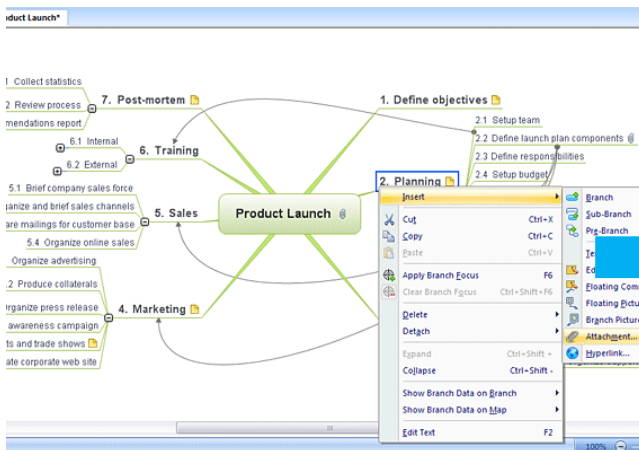 oduct Launch*
Collect statistics
7. Post-mortem
1. Define objectives
2 Review process
mendations report
2.1 Setup team
6.1 Internal
6. Training
2.2 Define launch plan components
6.2 External
2.3 Define responsibilities
2. Planning
2.4 Setup budget
5.1 Brief company sales force
ganize and brief sales channels
5. Sales
Product Launch
are mailings for customer base
5.4 Organize online sales
Organize advertising
.2 Produce collaterals
rganize press release
4. Marketing
awareness campaign
ts and trade shows
ate corporate web site
Insert
Cut Ctrl+X
Copy Ctrl+C
Paste Ctrl+V
Apply Branch Focus F6
Clear Branch Focus Ctrl+Shift+F6
Delete
Detach
Expand Ctrl+Shift +
Collapse Ctrl+Shift -
Show Branch Data on Branch
Show Branch Data on Map
Edit Text F2
Branch
Sub-Branch
Pre-Branch
Te
Ed
Floating Com
Floating Pictu
Branch Picture
Attachment...
Hyperlink...
100%